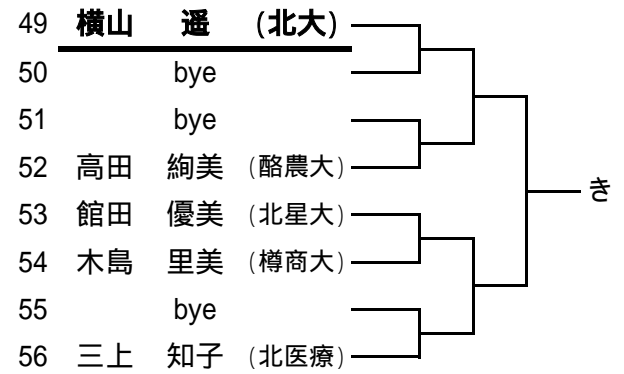 49 横山 遥 (北大)
50 bye
51 bye
52 高田 絢美 (酪農大)
53 館田 優美 (北星大)
54 木島 里美 (樽商大)
55 bye
56 三上 知子 (北医療)
き